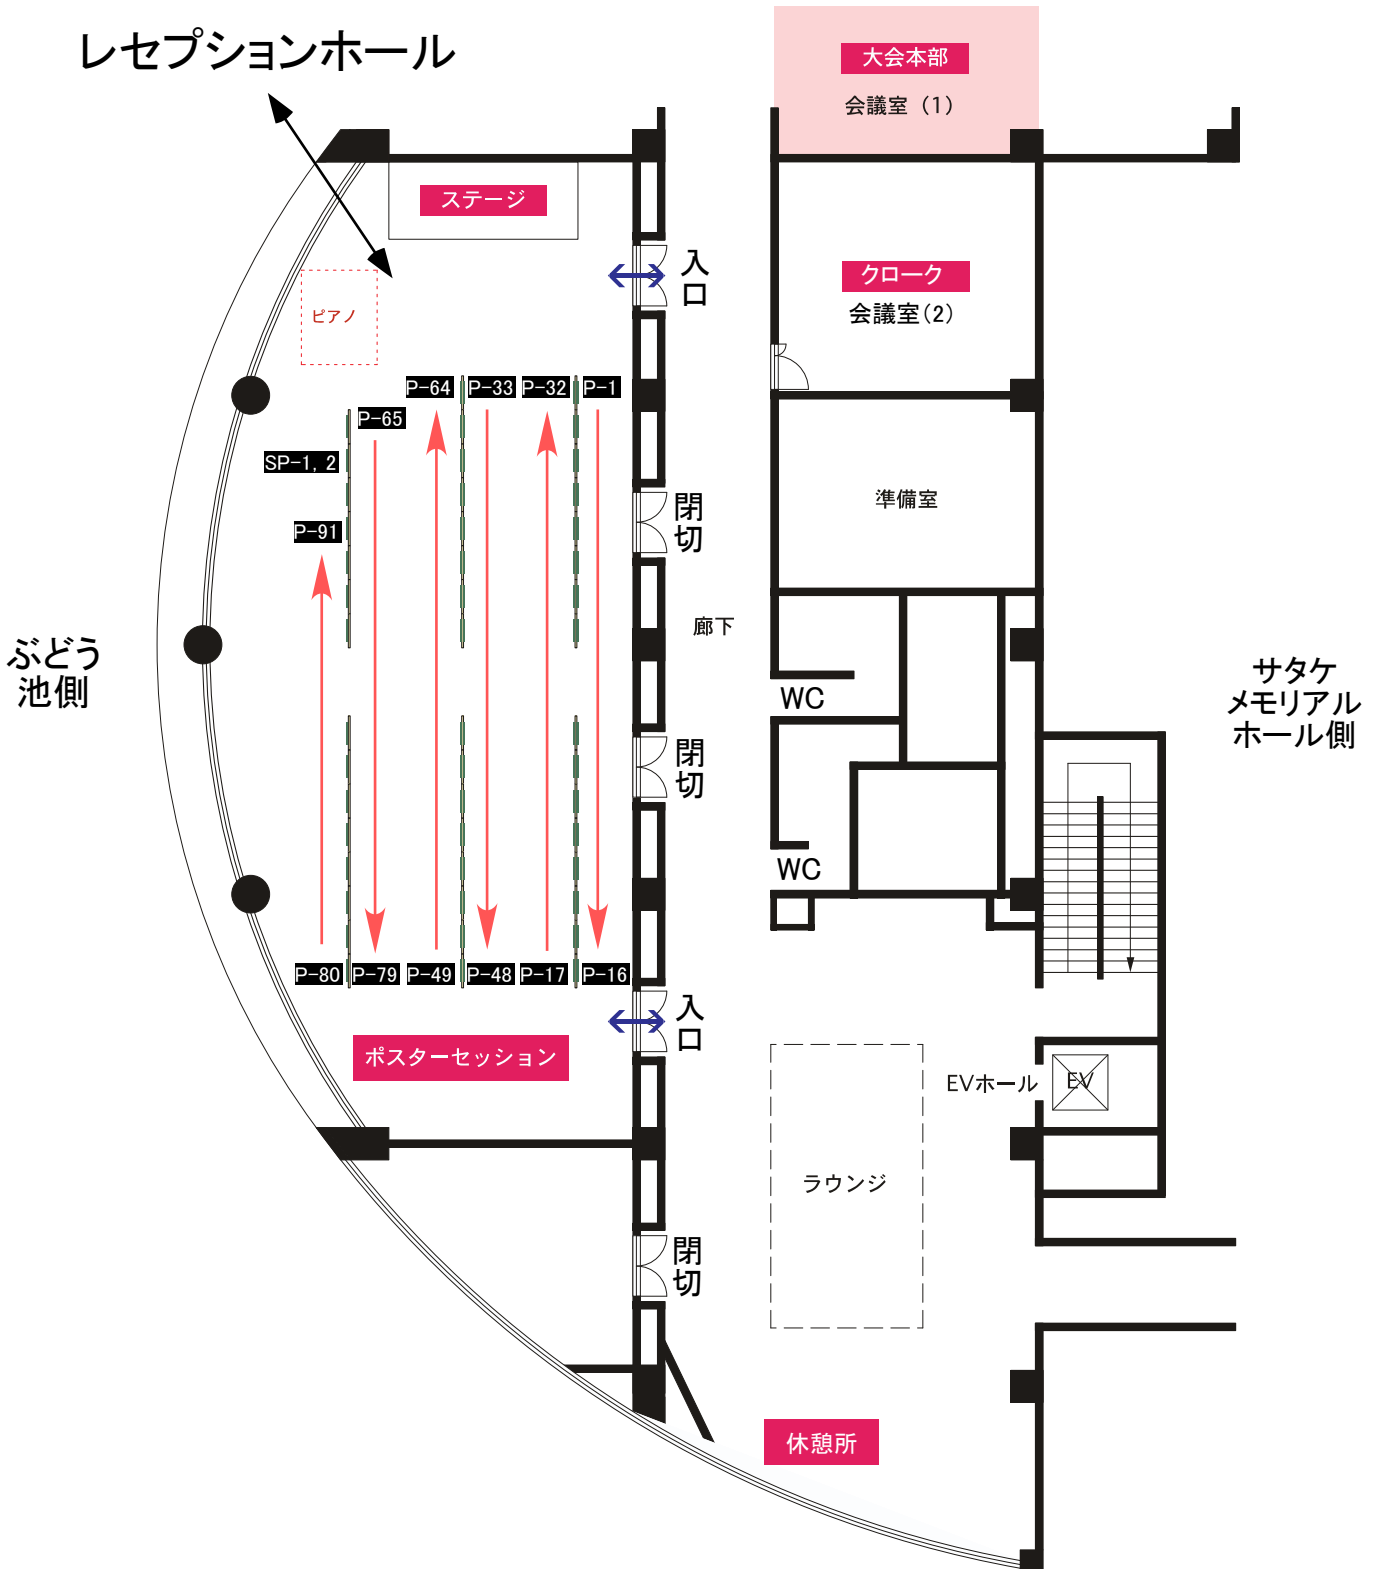 レセプションホール
大会本部
会議室（1）
ステージ
入
口
クローク
会議室(2)
ピアノ
P-64
P-33
P-32
P-1
P-65
SP-1, 2
P-91
閉
切
準備室
廊下
ぶどう
池側
サタケ
メモリアル
ホール側
WC
閉
切
WC
P-80
P-79
P-49
P-48
P-17
P-16
入
口
ポスターセッション
EVホール
EV
ラウンジ
閉
切
休憩所